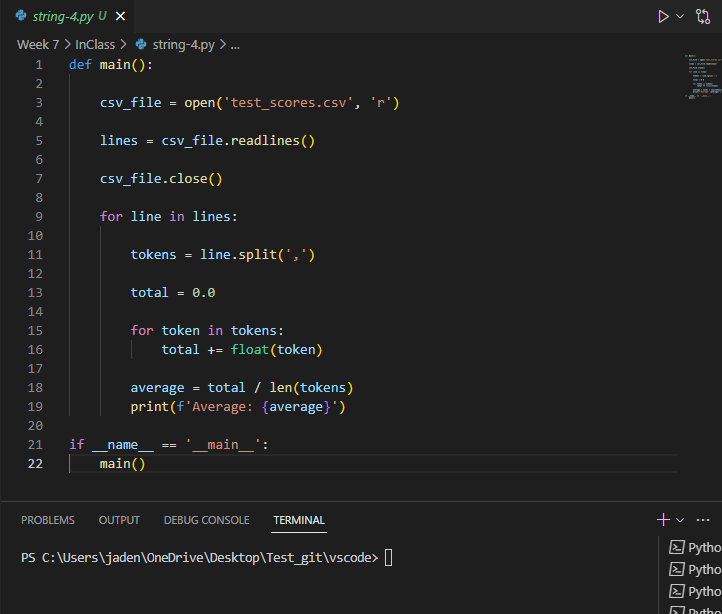 string-4.py U
Week 7 > InClass > string-4.py > ...
1 def main():
2
3 csv_file = open('test_scores.csv', 'r')
4
5 lines = csv_file.readlines()
6
7 csv_file.close()
8
9 for line in lines:
10
11 tokens = line.split(',')
12
13 total = 0.0
14
15 for token in tokens:
16 total += float(token)
17
18 average = total / len(tokens)
19 print(f'Average: {average}')
20
21 if __name__ == '__main__':
22 main()
PROBLEMS OUTPUT DEBUG CONSOLE TERMINAL
PS C:\Users\jaden\OneDrive\Desktop\Test_git\vscode>
Pytho
Pytho
Pytho